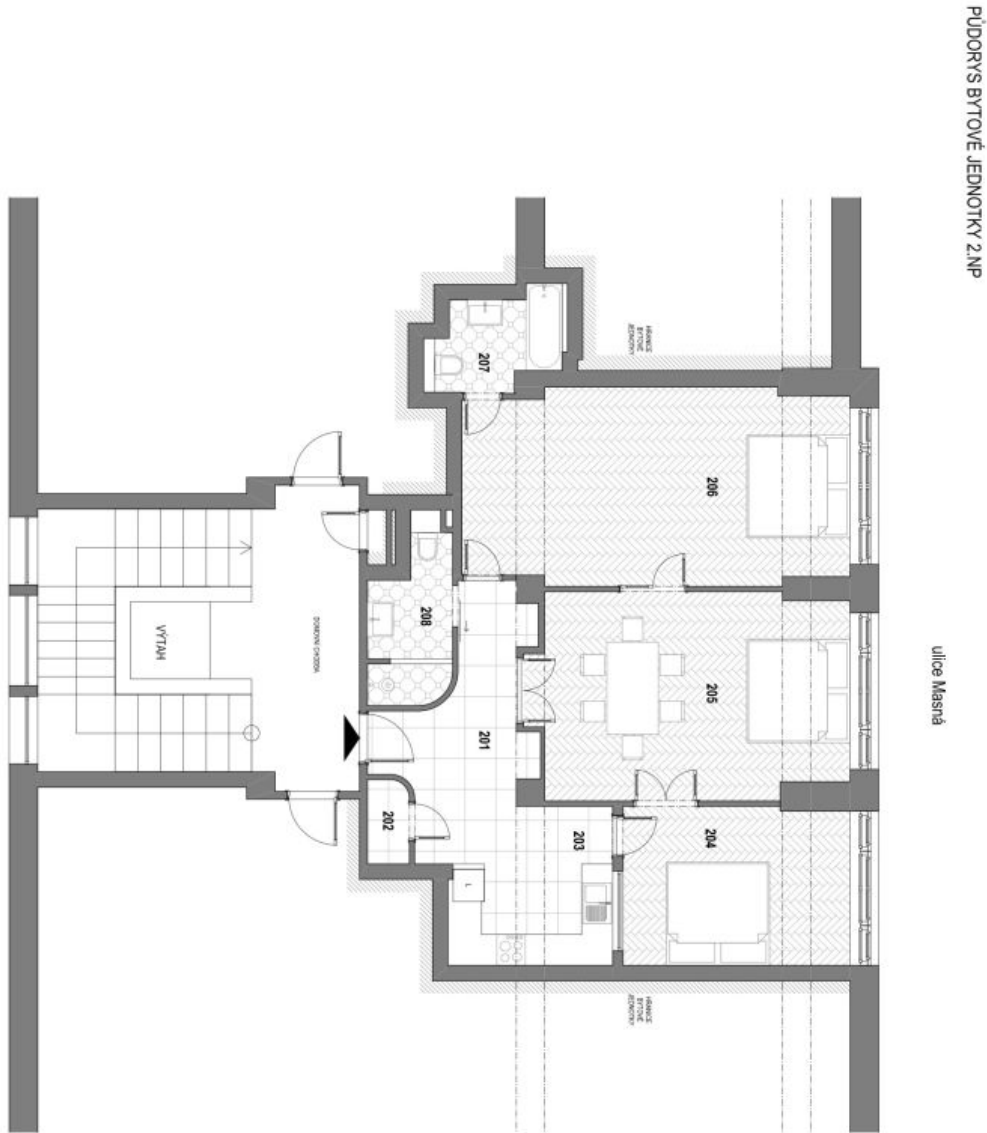 PŮDORYS BYTOVÉ JEDNOTKY 2.NP
ulice Masná
HRANICE
BYTOVÉ
JEDNOTKY
207
206
208
205
201
202
203
204
L
VÝTAH
DOMOVNÍ CHODBA
HRANICE
BYTOVÉ
JEDNOTKY